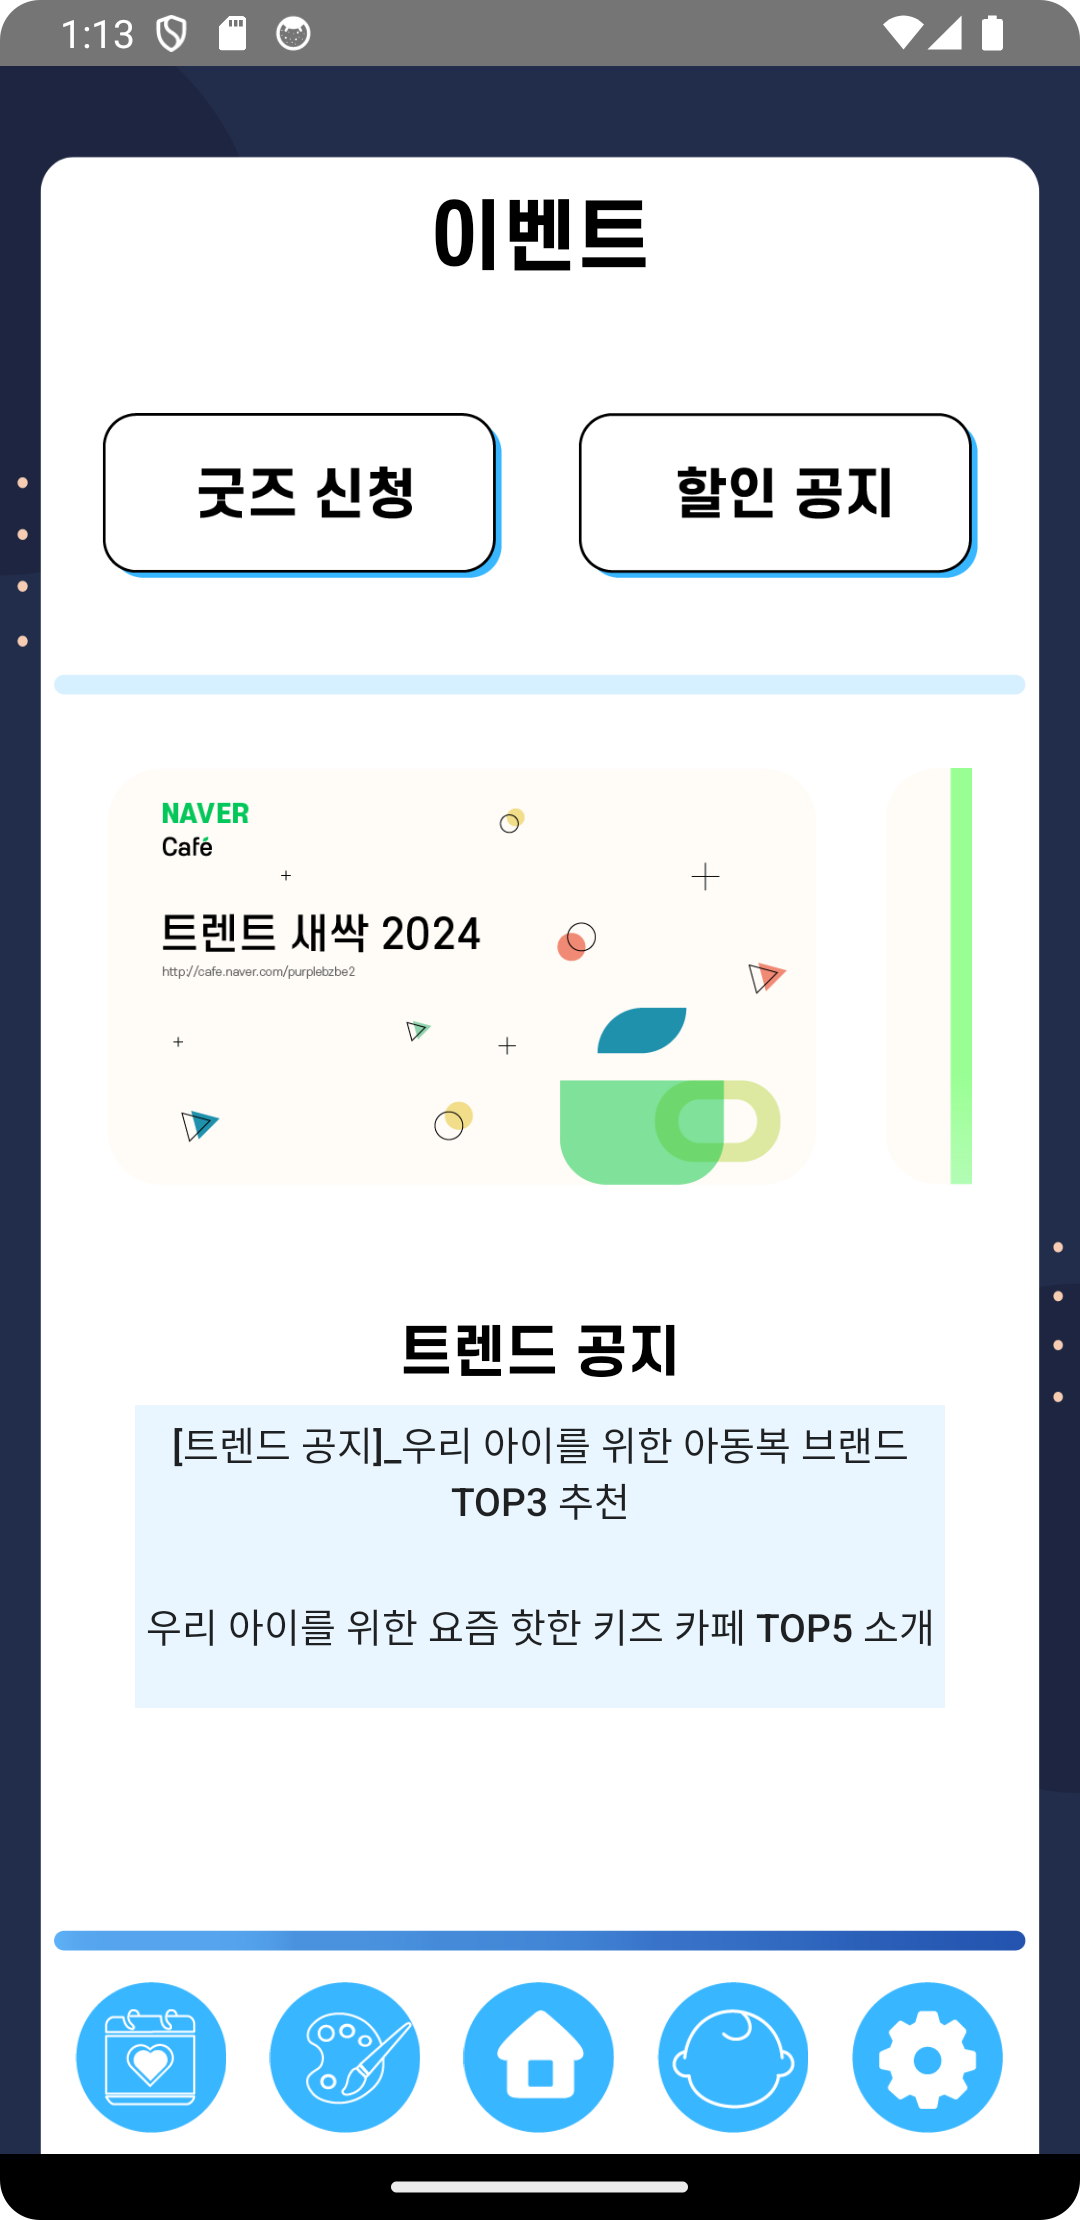 1:13
이벤트
굿즈 신청
할인 공지
NAVER
Café
트렌트 새싹 2024
http://cafe.naver.com/purplebzbe2
트렌드 공지
[트렌드 공지]_우리 아이를 위한 아동복 브랜드
TOP3 추천
우리 아이를 위한 요즘 핫한 키즈 카페 TOP5 소개